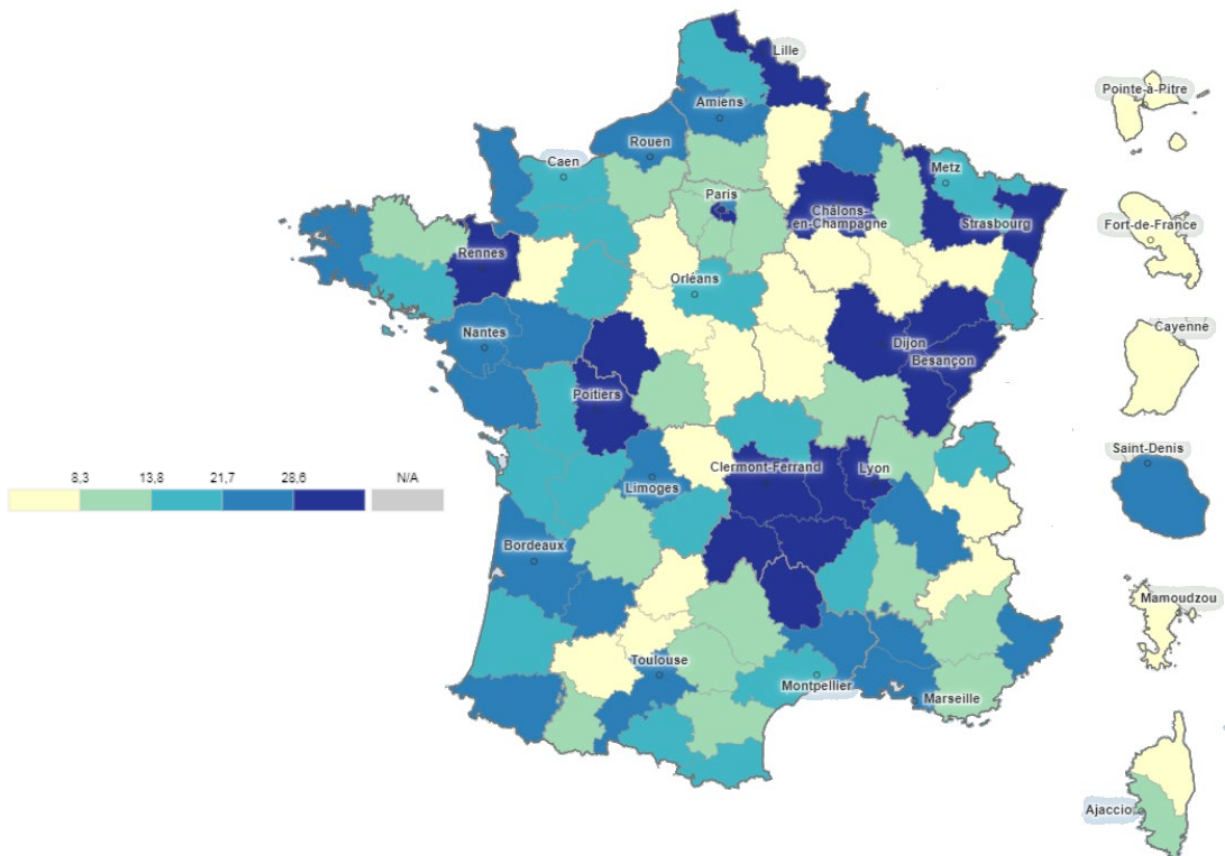 Lille
Pointe-à-Pitre
Amiens
Rouen
Caen
Metz
Paris
Châlons-
en-Champagne
Strasbourg
Fort-de-France
Rennes
Orléans
Nantes
Dijon
Besançon
Cayenne
Poitiers
Saint-Denis
8,3 13,8 21,7 28,6 N/A
Clermont-Ferrand
Lyon
Limoges
Bordeaux
Mamoudzou
Toulouse
Montpellier
Marseille
Ajaccio